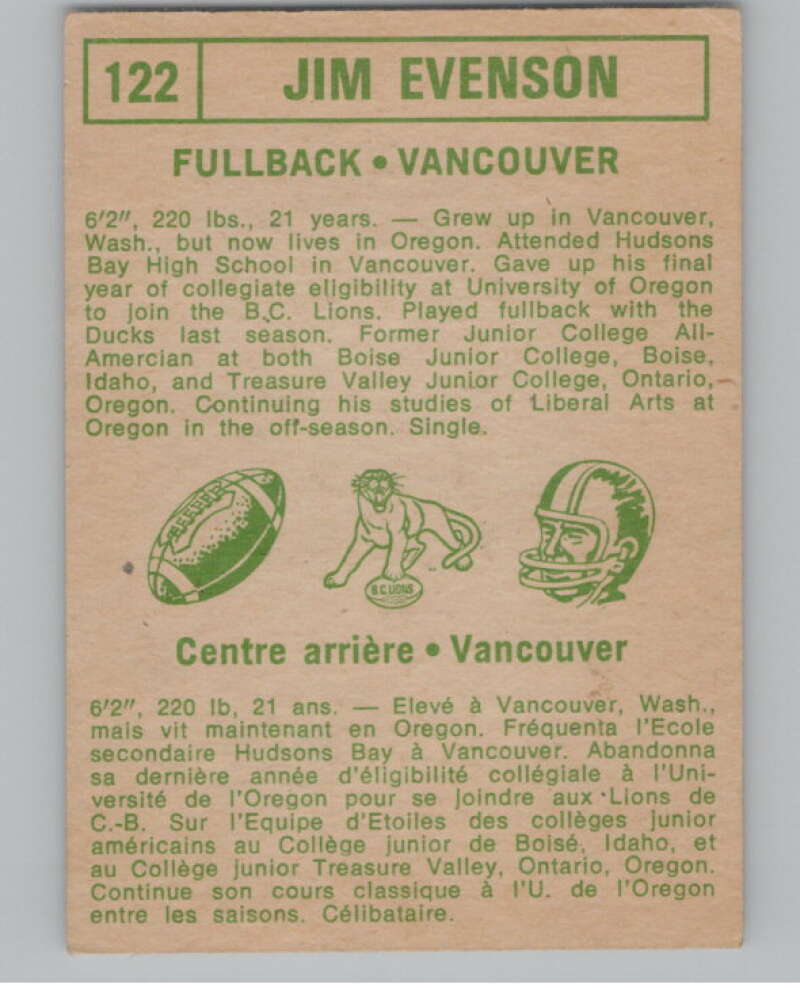 122 JIM EVENSON
FULLBACK • VANCOUVER
6'2", 220 lbs., 21 years. — Grew up in Vancouver,
Wash., but now lives in Oregon. Attended Hudsons
Bay High School in Vancouver. Gave up his final
year of collegiate eligibility at University of Oregon
to join the B.C. Lions. Played fullback with the
Ducks last season. Former Junior College All-
Amercian at both Boise Junior College, Boise,
Idaho, and Treasure Valley Junior College, Ontario,
Oregon. Continuing his studies of Liberal Arts at
Oregon in the off-season. Single.
B.C. LIONS
Centre arrière • Vancouver
6'2", 220 lb, 21 ans. — Elevé à Vancouver, Wash.,
mais vit maintenant en Oregon. Fréquenta l'Ecole
secondaire Hudsons Bay à Vancouver. Abandonna
sa dernière année d'éligibilité collégiale à l'Uni-
versité de l'Oregon pour se joindre aux Lions de
C.-B. Sur l'Equipe d'Etoiles des collèges junior
américains au Collège junior de Boisé, Idaho, et
au Collège junior Treasure Valley, Ontario, Oregon.
Continue son cours classique à l'U. de l'Oregon
entre les saisons. Célibataire.